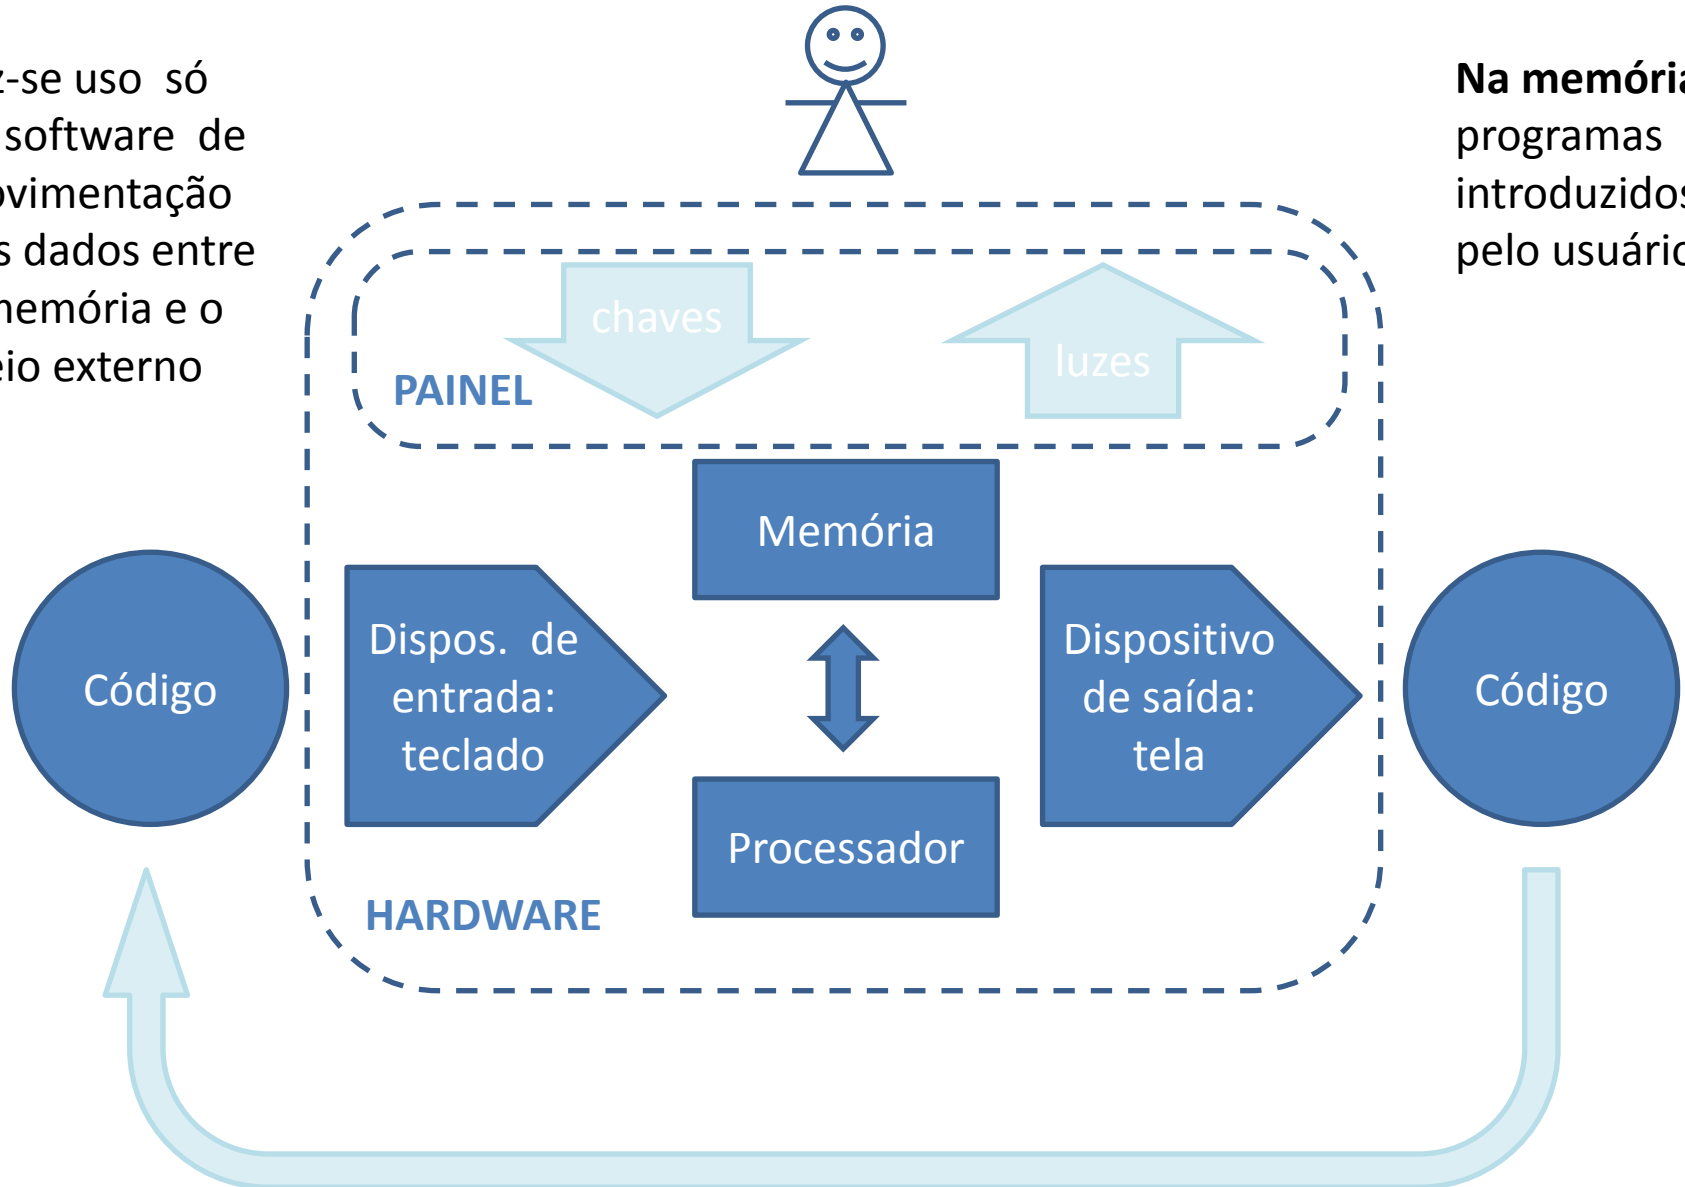 z-se uso só
software de
ovimentação
s dados entre
memória e o
eio externo
Na memória
programas
introduzidos
pelo usuário
chaves
luzes
PAINEL
Memória
Código
Dispos. de
entrada:
teclado
Dispositivo
de saída:
tela
Código
Processador
HARDWARE